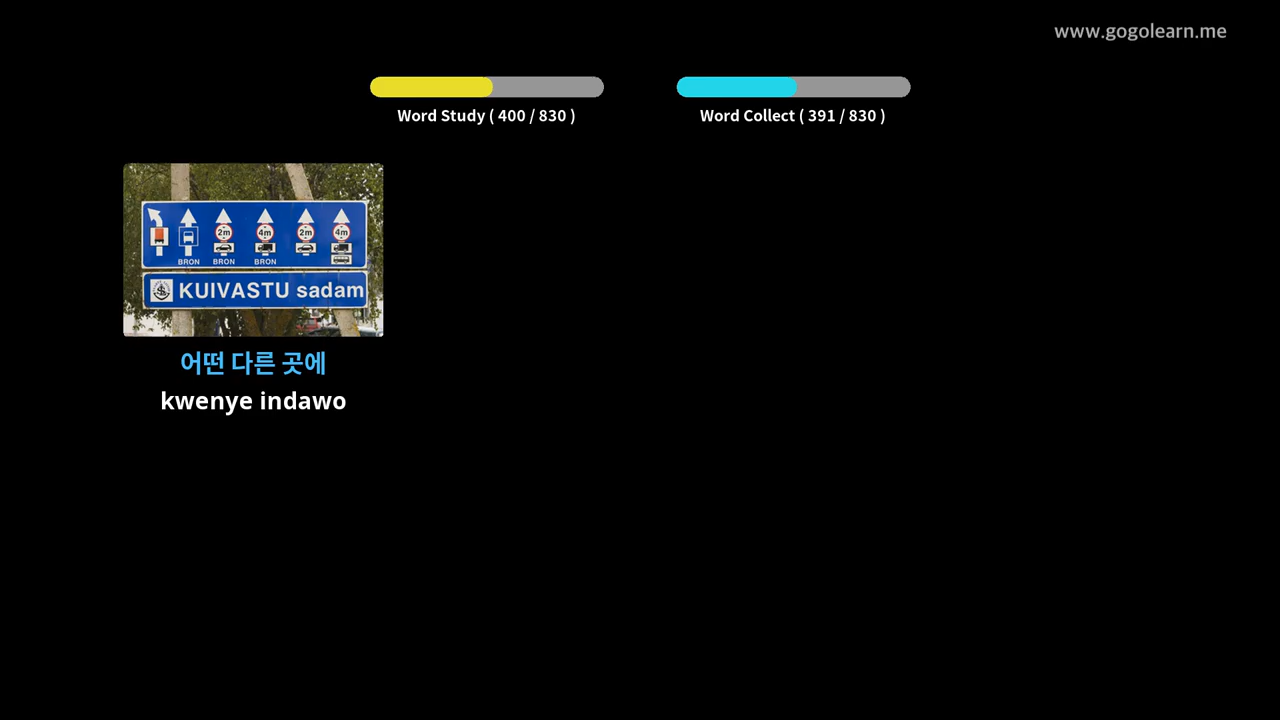 www.gogolearn.me
Word Study ( 400 / 830 )
Word Collect ( 391 / 830 )
2m 4m 2m 4m
BRON BRON BRON
KUIVASTU sadam
어떤 다른 곳에
kwenye indawo